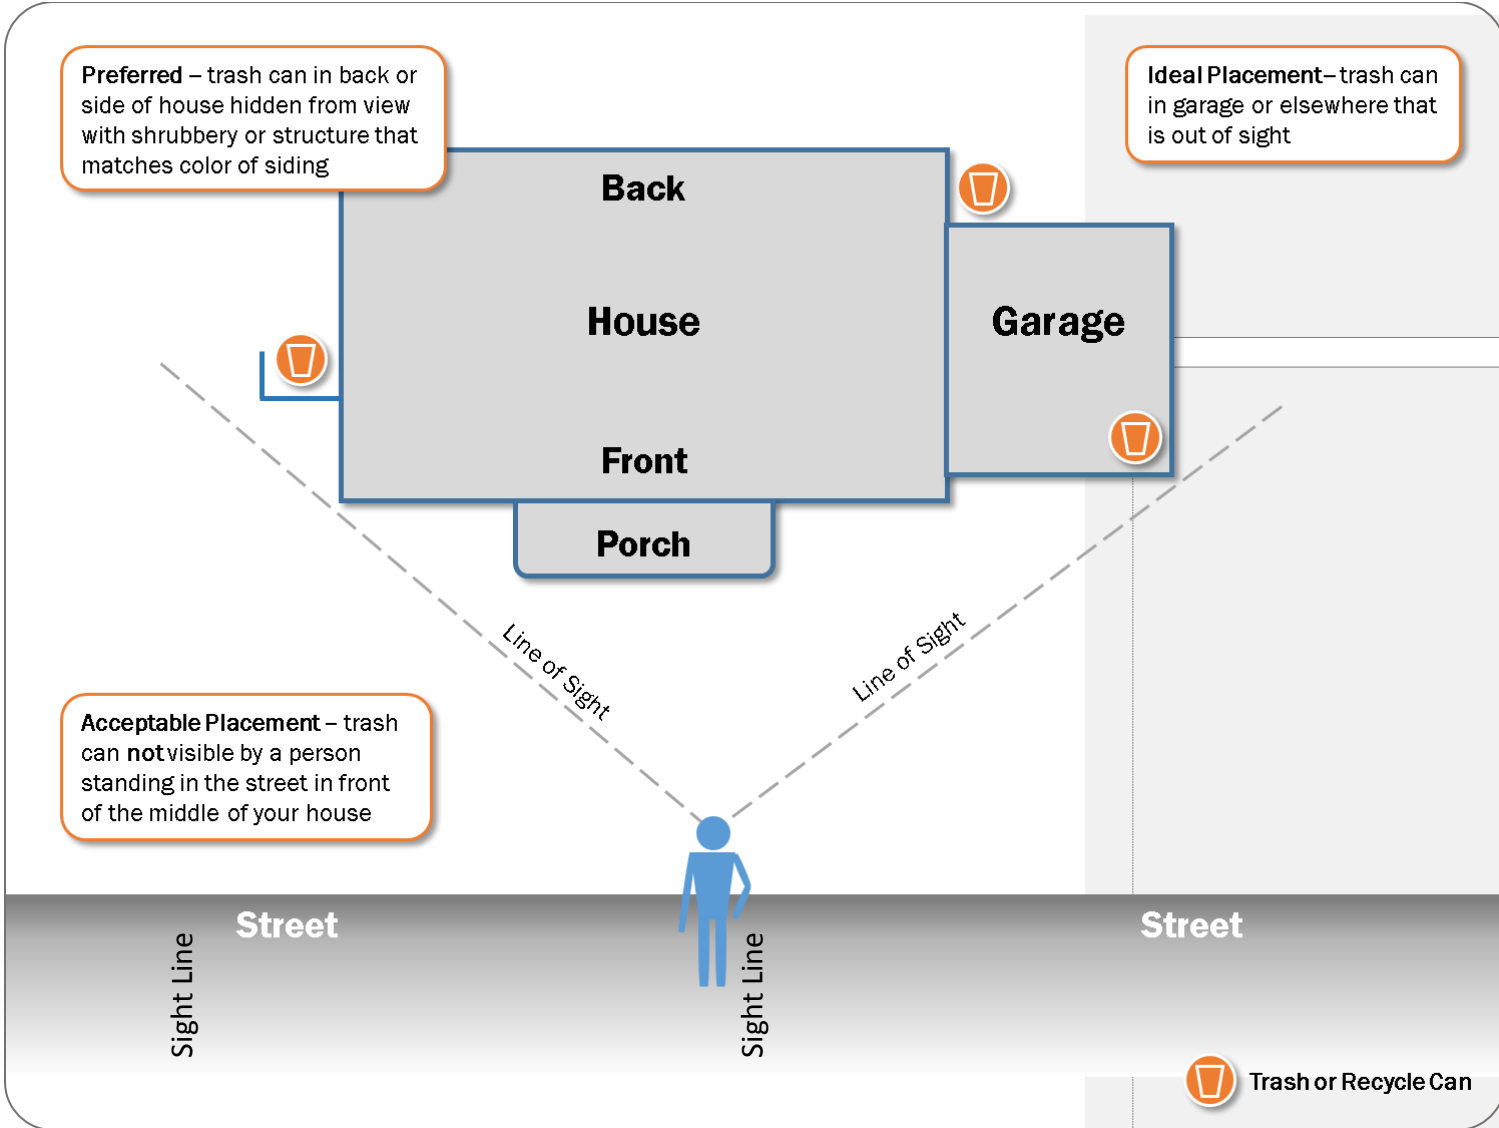 Preferred – trash can in back or
side of house hidden from view
with shrubbery or structure that
matches color of siding
Ideal Placement– trash can
in garage or elsewhere that
is out of sight
Back
House
Garage
Front
Porch
Line of Sight
Line of Sight
Acceptable Placement – trash
can not visible by a person
standing in the street in front
of the middle of your house
Street
Street
Sight Line
Sight Line
Trash or Recycle Can